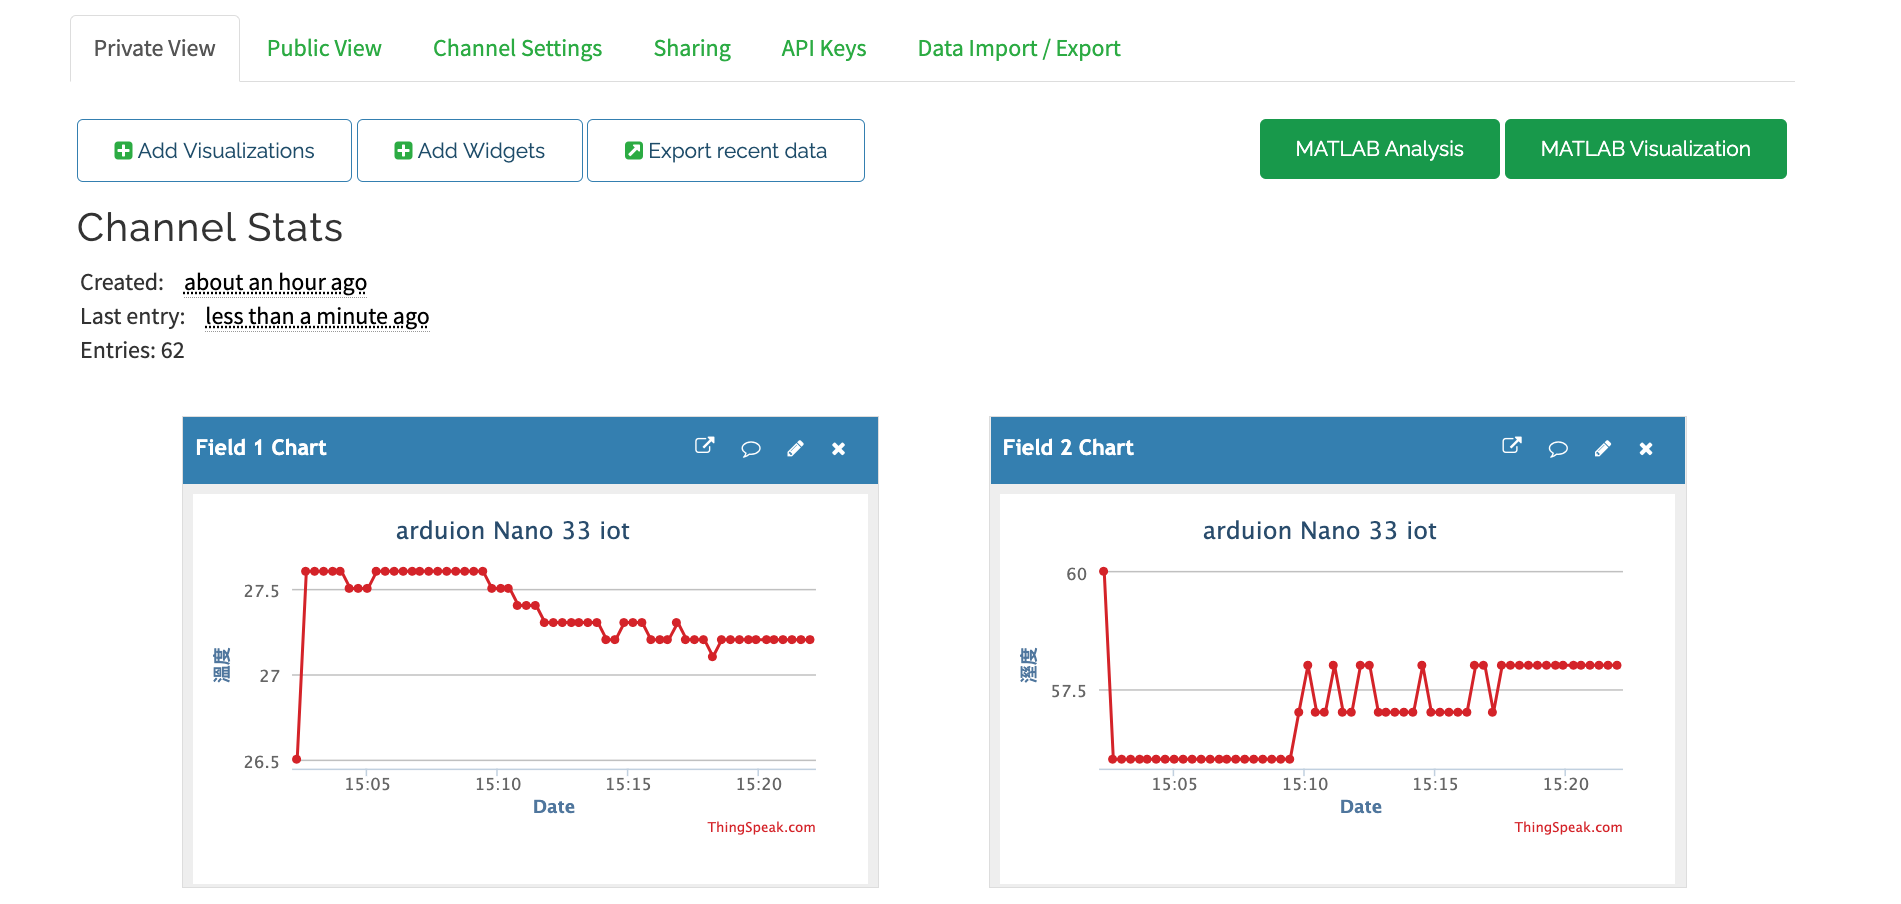 Private View
Public View
Channel Settings
Sharing
API Keys
Data Import / Export
Add Visualizations
Add Widgets
Export recent data
MATLAB Analysis
MATLAB Visualization
Channel Stats
Created: about an hour ago
Last entry: less than a minute ago
Entries: 62
Field 1 Chart
arduion Nano 33 iot
溫度
27.5
27
26.5
15:05
15:10
15:15
15:20
Date
ThingSpeak.com
Field 2 Chart
arduion Nano 33 iot
溼度
60
57.5
15:05
15:10
15:15
15:20
Date
ThingSpeak.com